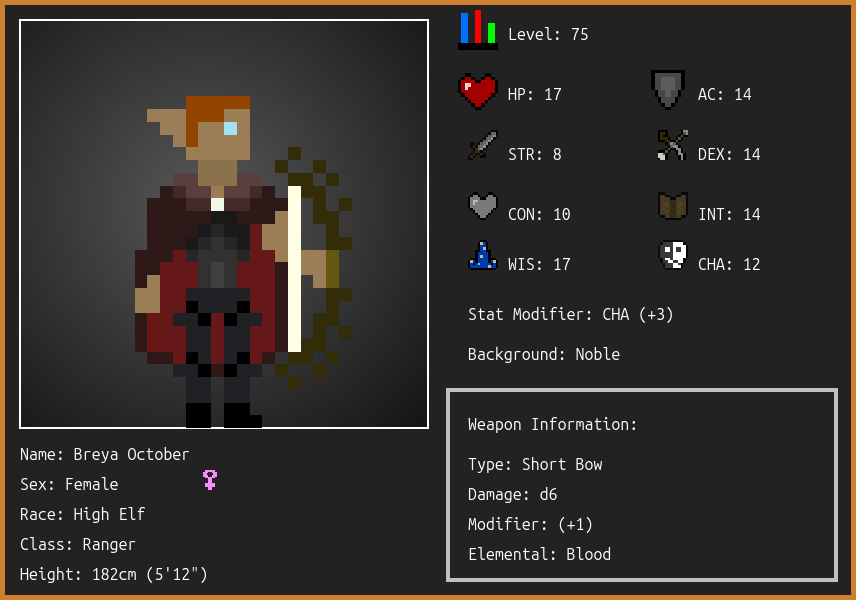 Level: 75
HP: 17
AC: 14
STR: 8
DEX: 14
CON: 10
INT: 14
WIS: 17
CHA: 12
Stat Modifier: CHA (+3)
Background: Noble
Weapon Information:
Type: Short Bow
Damage: d6
Modifier: (+1)
Elemental: Blood
Name: Breya October
Sex: Female
Race: High Elf
Class: Ranger
Height: 182cm (5'12")